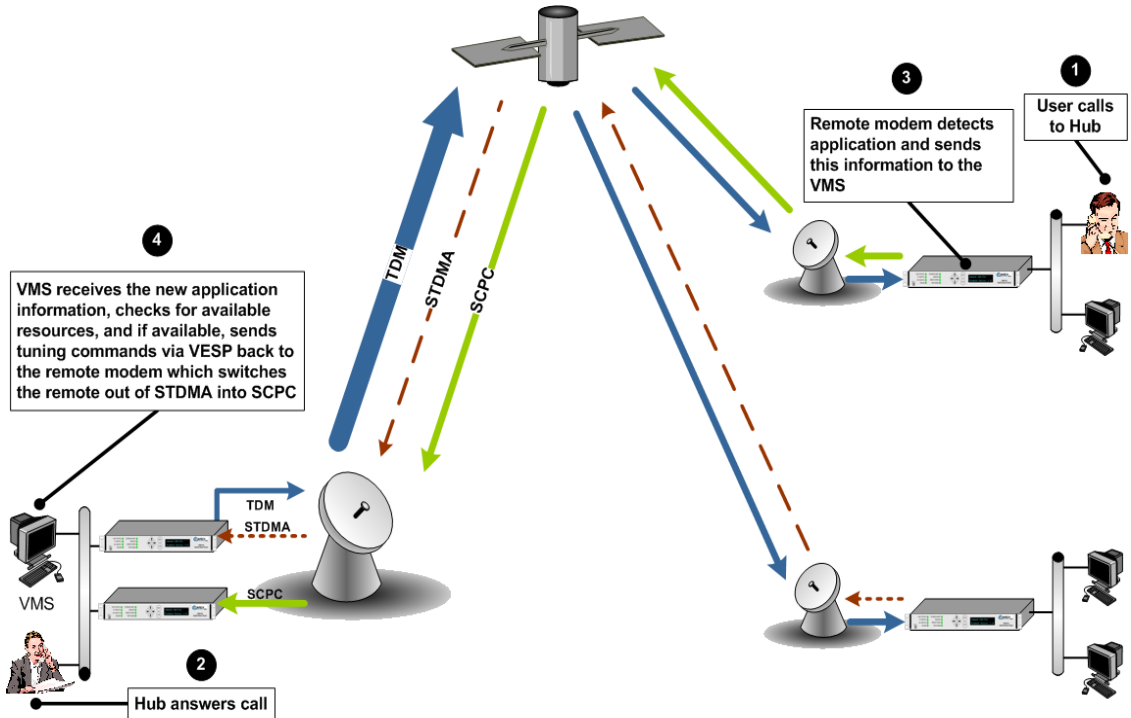 1
User calls
to Hub
3
Remote modem detects
application and sends
this information to the
VMS
TDM
STDMA
SCPC
4
VMS receives the new application
information, checks for available
resources, and if available, sends
tuning commands via VESP back to
the remote modem which switches
the remote out of STDMA into SCPC
TDM
STDMA
SCPC
VMS
2
Hub answers call